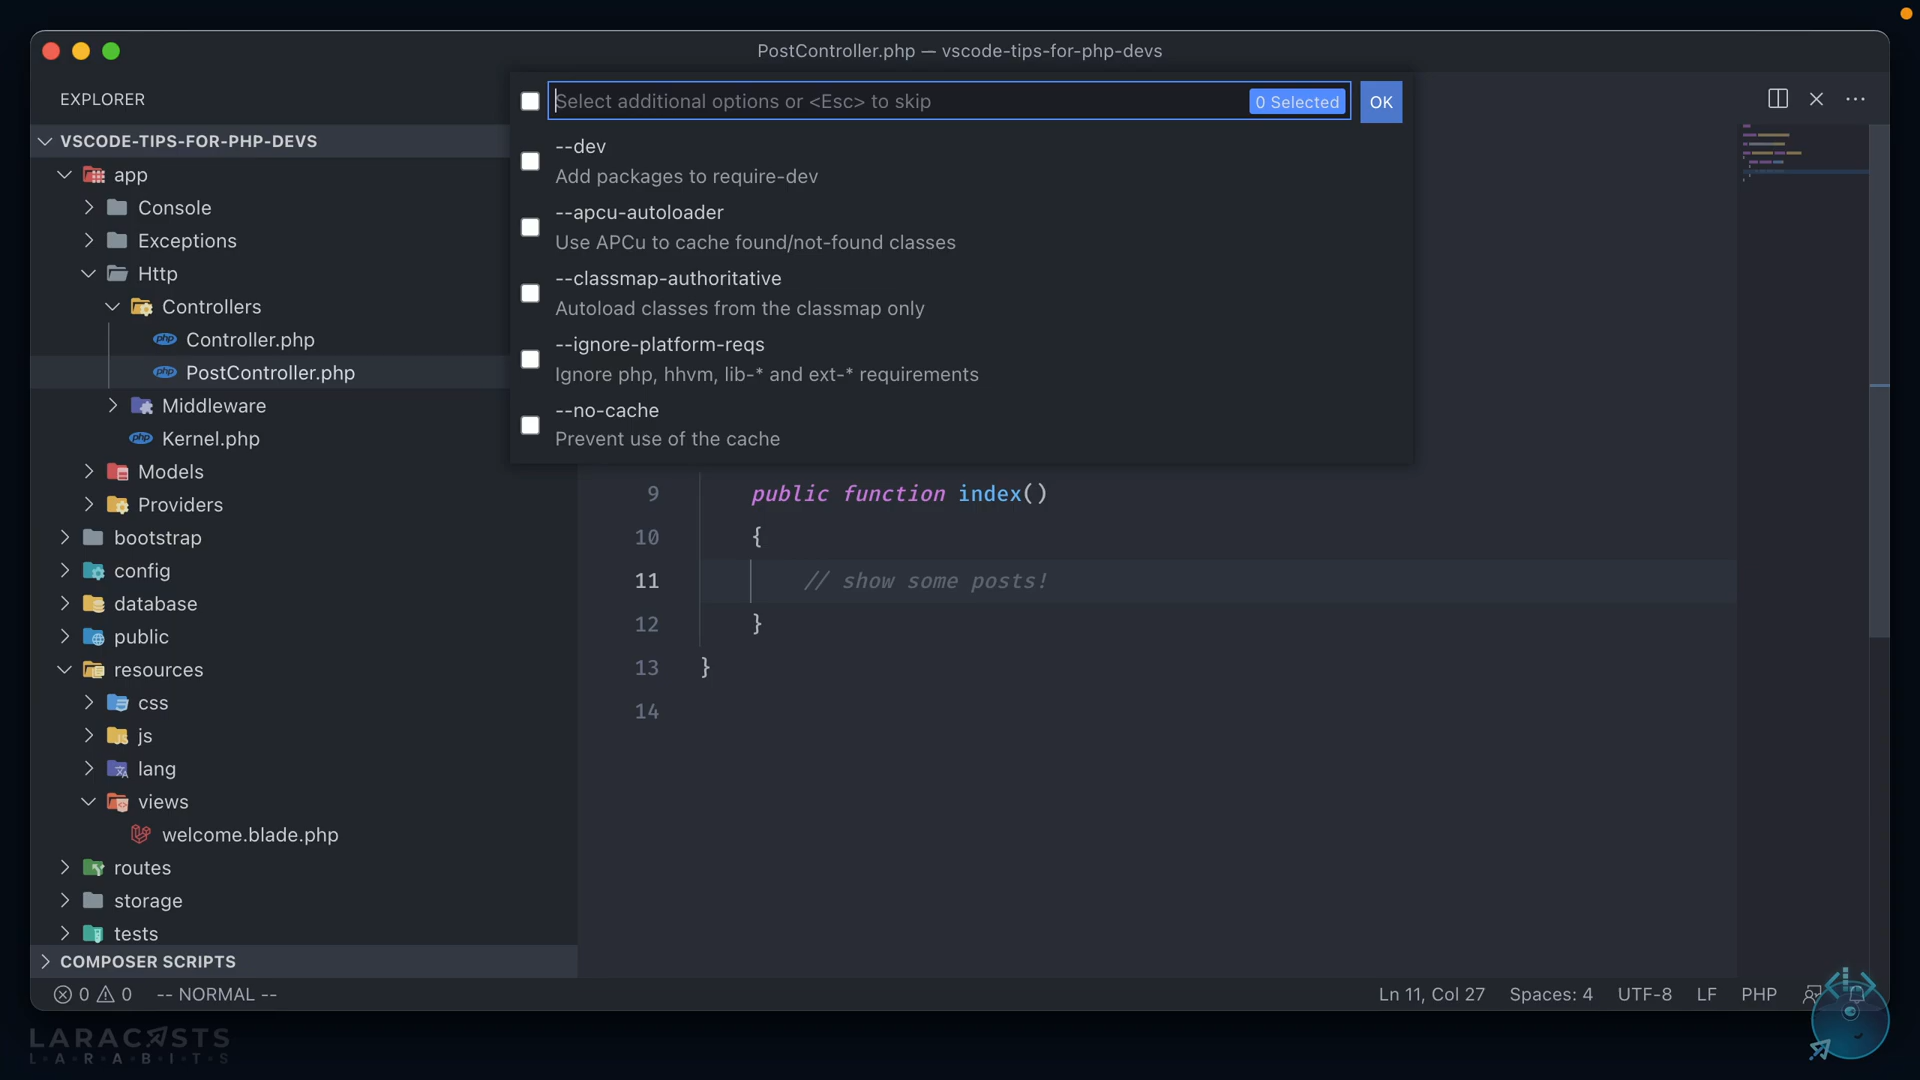 PostController.php — vscode-tips-for-php-devs
EXPLORER
Select additional options or <Esc> to skip
0 Selected
OK
VSCODE-TIPS-FOR-PHP-DEVS
app
Console
Exceptions
Http
Controllers
Controller.php
PostController.php
Middleware
Kernel.php
Models
Providers
bootstrap
config
database
public
resources
css
js
lang
views
welcome.blade.php
routes
storage
tests
COMPOSER SCRIPTS
--dev
Add packages to require-dev
--apcu-autoloader
Use APCu to cache found/not-found classes
--classmap-authoritative
Autoload classes from the classmap only
--ignore-platform-reqs
Ignore php, hhvm, lib-* and ext-* requirements
--no-cache
Prevent use of the cache
9 public function index()
10 {
11 // show some posts!
12 }
13 }
14
0 0 -- NORMAL --
Ln 11, Col 27 Spaces: 4 UTF-8 LF PHP
LARACASTS
LARABITS